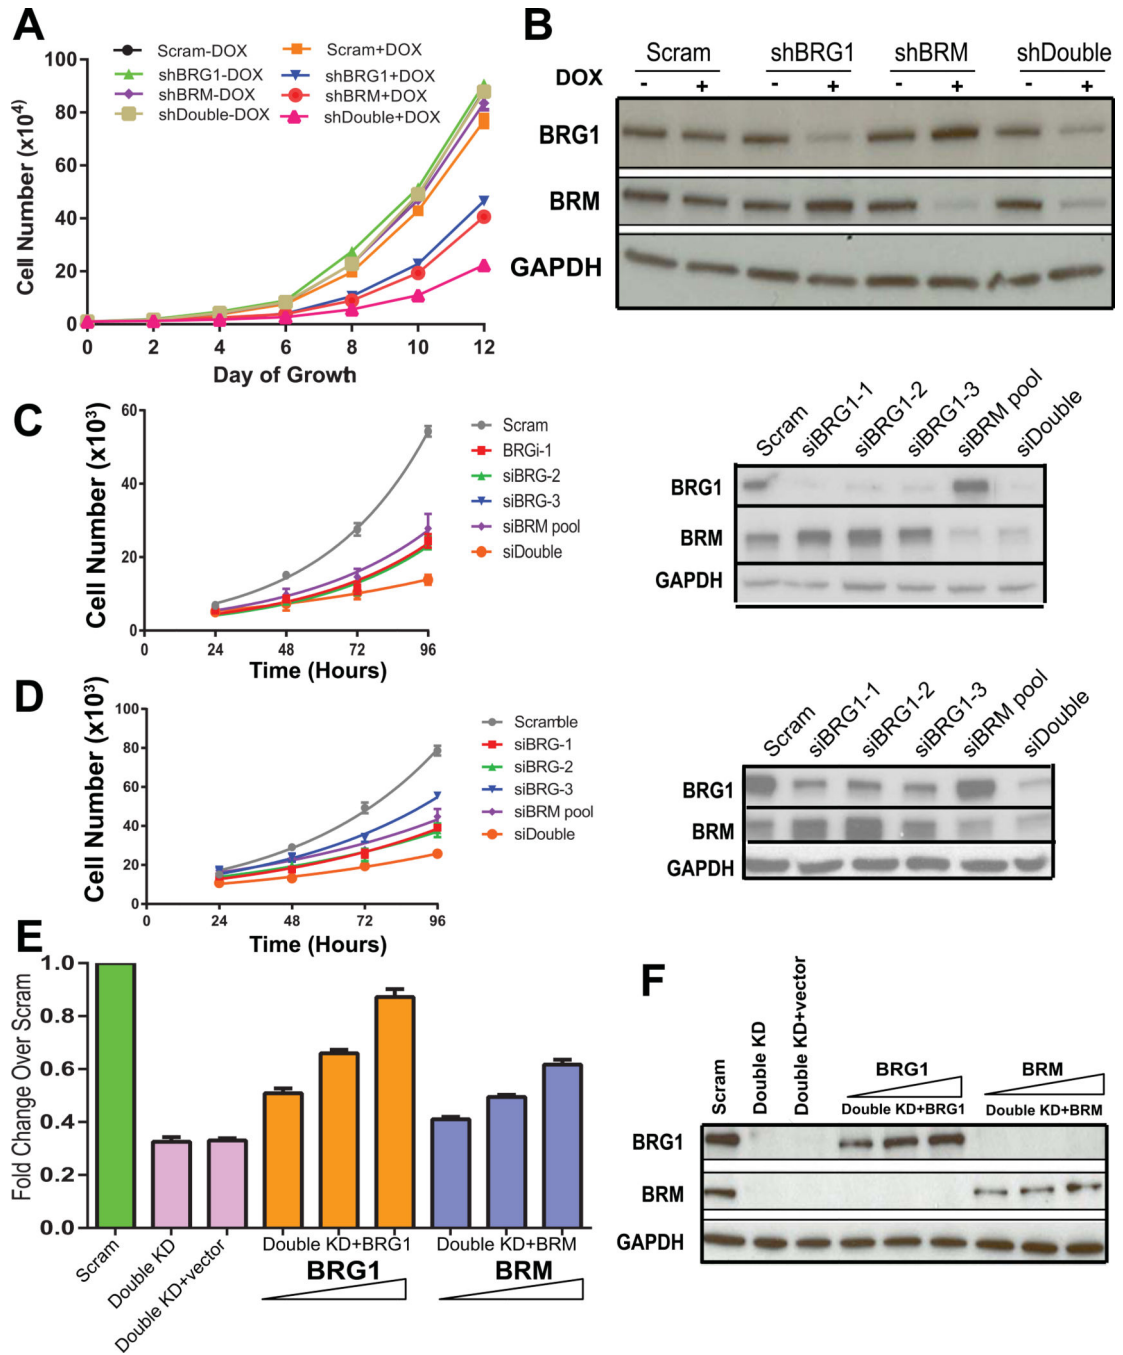 A
Scram-DOX
Scram+DOX
shBRG1-DOX
shBRG1+DOX
shBRM-DOX
shBRM+DOX
shDouble-DOX
shDouble+DOX
Cell Number (x10⁴)
100
80
60
40
20
0
0 2 4 6 8 10 12
Day of Growth
B
Scram shBRG1 shBRM shDouble
DOX - + - + - + - +
BRG1
BRM
GAPDH
C
Cell Number (x10³)
60
40
20
0
0 24 48 72 96
Time (Hours)
Scram
BRGi-1
siBRG-2
siBRG-3
siBRM pool
siDouble
Scram siBRG1-1 siBRG1-2 siBRG1-3 siBRM pool siDouble
BRG1
BRM
GAPDH
D
Cell Number (x10³)
100
80
60
40
20
0
0 24 48 72 96
Time (Hours)
Scramble
siBRG-1
siBRG-2
siBRG-3
siBRM pool
siDouble
Scram siBRG1-1 siBRG1-2 siBRG1-3 siBRM pool siDouble
BRG1
BRM
GAPDH
E
Fold Change Over Scram
1.0
0.8
0.6
0.4
0.2
0.0
Scram Double KD Double KD+vector Double KD+BRG1 Double KD+BRM
BRG1 BRM
F
Scram Double KD Double KD+vector
BRG1 BRM
Double KD+BRG1 Double KD+BRM
BRG1
BRM
GAPDH